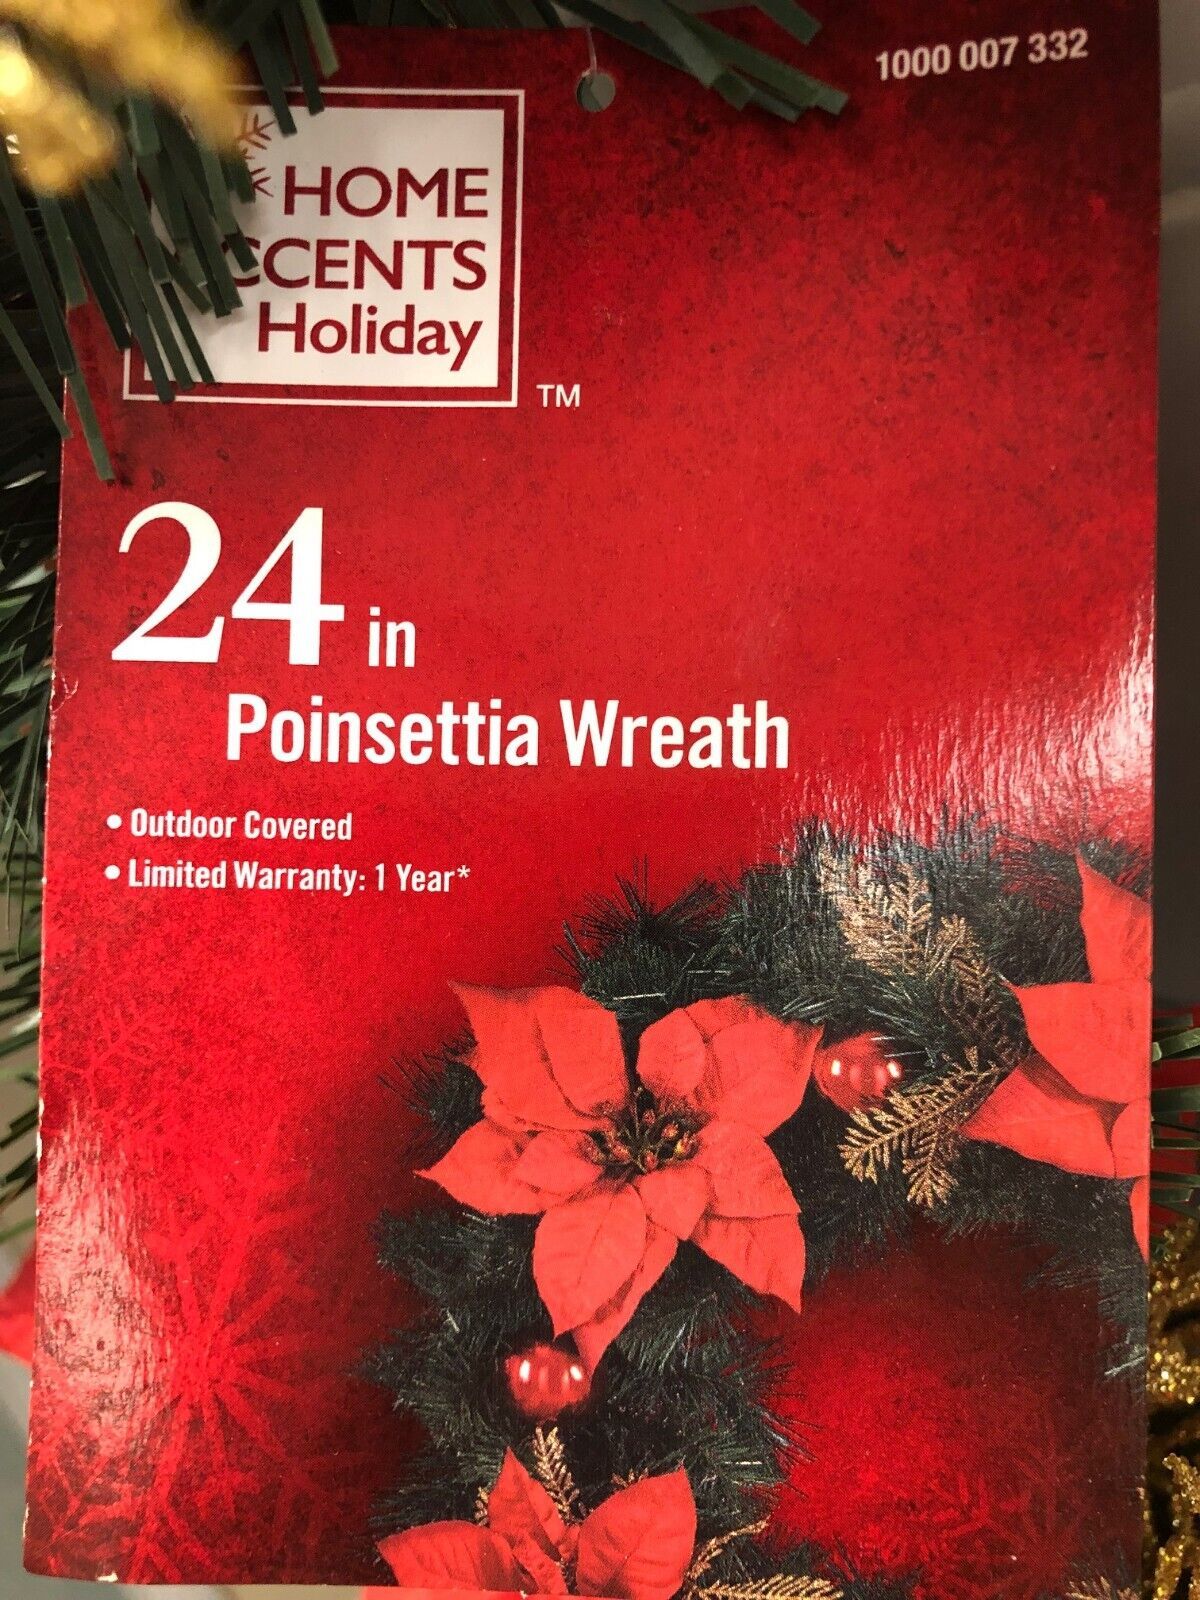 1000 007 332
HOME
CCENTS
Holiday
TM
24 in
Poinsettia Wreath
• Outdoor Covered
• Limited Warranty: 1 Year*